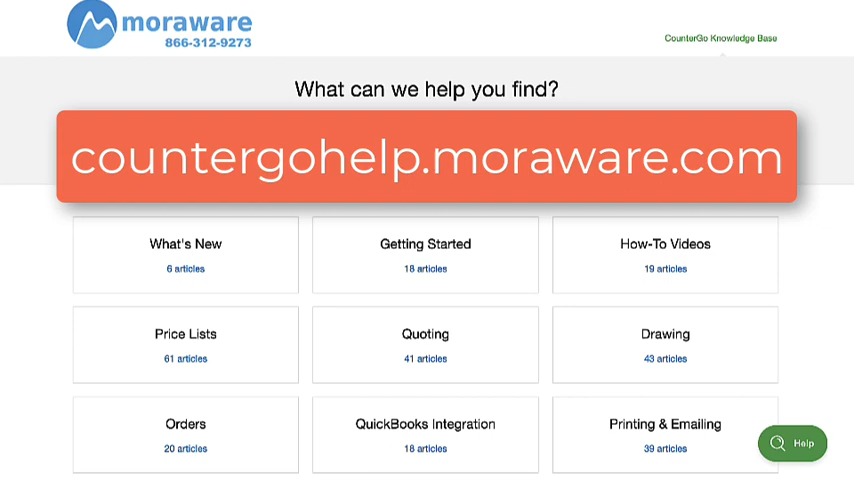 moraware
866-312-9273
CounterGo Knowledge Base
What can we help you find?
countergohelp.moraware.com
What's New
6 articles
Getting Started
18 articles
How-To Videos
19 articles
Price Lists
61 articles
Quoting
41 articles
Drawing
43 articles
Orders
20 articles
QuickBooks Integration
18 articles
Printing & Emailing
39 articles
Help